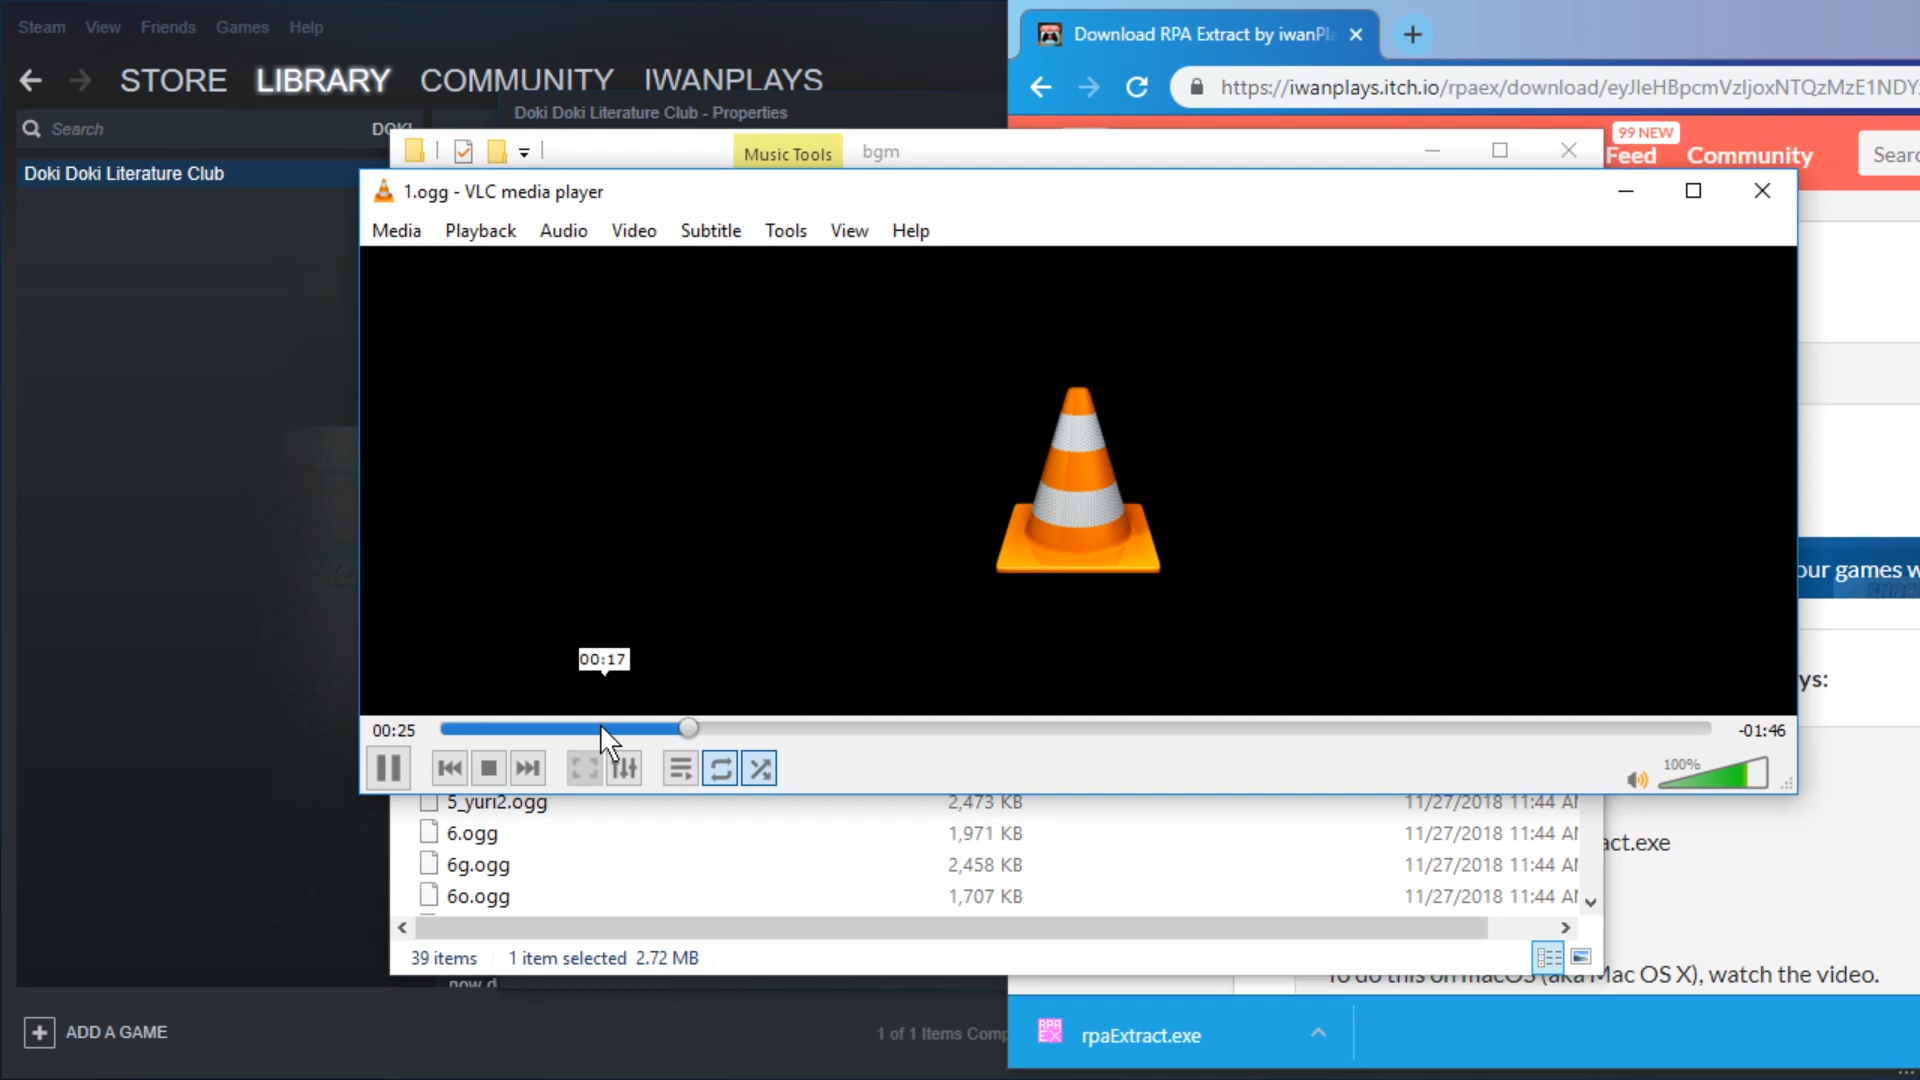 Steam View Friends Games Help
STORE LIBRARY COMMUNITY IWANPLAYS
Search
Doki Doki Literature Club
ADD A GAME
Doki Doki Literature Club - Properties
Music Tools bgm
1.ogg - VLC media player
Media Playback Audio Video Subtitle Tools View Help
00:17
00:25
-01:46
100%
5_yuri2.ogg 2,473 KB 11/27/2018 11:44
6.ogg 1,971 KB 11/27/2018 11:44
6g.ogg 2,458 KB 11/27/2018 11:44
6o.ogg 1,707 KB 11/27/2018 11:44
39 items 1 item selected 2.72 MB
1 of 1 Items Comp
Download RPA Extract by iwanPl
https://iwanplays.itch.io/rpaex/download/eyJleHBpcmVzIjoxNTQzMzE1NDY
99 NEW
Feed Community Searc
our games w
ys:
act.exe
Mac OS X), watch the video.
RPA
EX
rpaExtract.exe